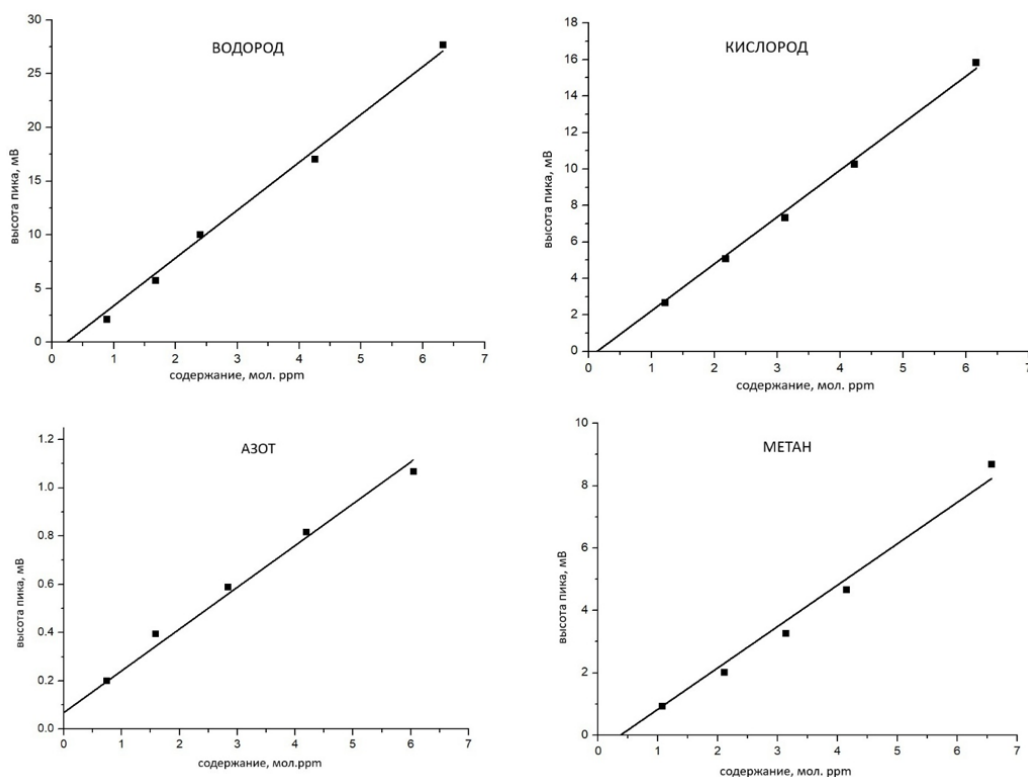 ВОДОРОД
высота пика, мВ
30
25
20
15
10
5
0
0 1 2 3 4 5 6 7
содержание, мол. ppm
КИСЛОРОД
высота пика, мВ
18
16
14
12
10
8
6
4
2
0
0 1 2 3 4 5 6 7
содержание, мол. ppm
АЗОТ
высота пика, мВ
1.2
1.0
0.8
0.6
0.4
0.2
0.0
0 1 2 3 4 5 6 7
содержание, мол.ppm
МЕТАН
высота пика, мВ
10
8
6
4
2
0
0 1 2 3 4 5 6 7
содержание, мол. ppm